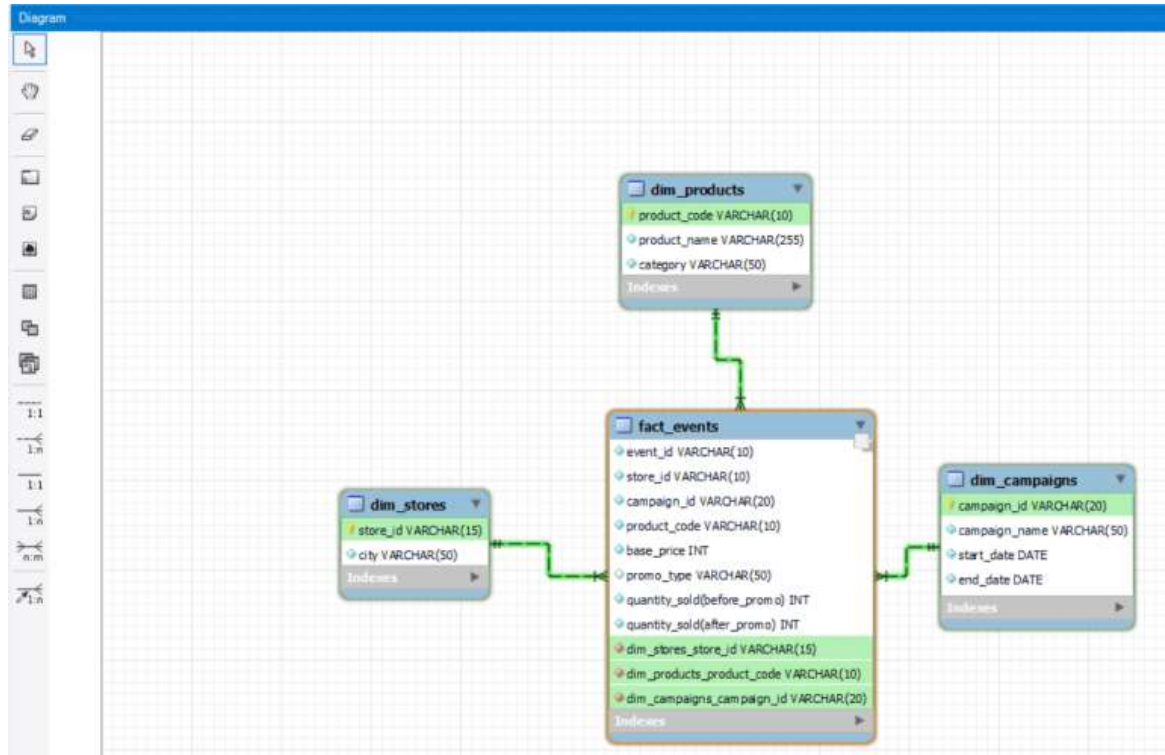 Diagram
dim_products
product_code VARCHAR(10)
product_name VARCHAR(255)
category VARCHAR(50)
Indexes
fact_events
event_id VARCHAR(10)
store_id VARCHAR(10)
campaign_id VARCHAR(20)
product_code VARCHAR(10)
base_price INT
promo_type VARCHAR(50)
quantity_sold(before_promo) INT
quantity_sold(after_promo) INT
dim_stores_store_id VARCHAR(15)
dim_products_product_code VARCHAR(10)
dim_campaigns_campaign_id VARCHAR(20)
Indexes
dim_stores
store_id VARCHAR(15)
city VARCHAR(50)
Indexes
dim_campaigns
campaign_id VARCHAR(20)
campaign_name VARCHAR(50)
start_date DATE
end_date DATE
Indexes
1:1
1:n
1:1
1:n
n:m
1:n